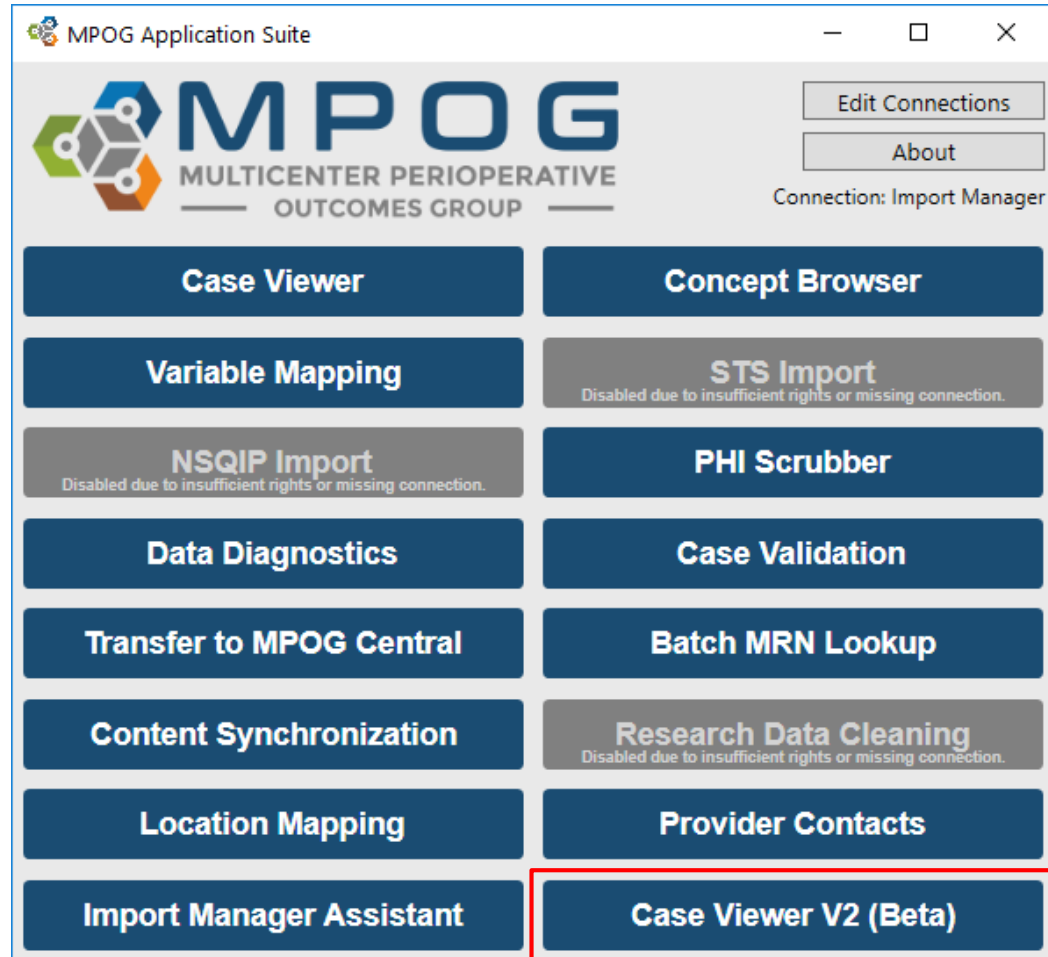 MPOG Application Suite
MPOG
MULTICENTER PERIOPERATIVE
OUTCOMES GROUP
Edit Connections
About
Connection: Import Manager
Case Viewer
Concept Browser
Variable Mapping
STS Import
Disabled due to insufficient rights or missing connection.
NSQIP Import
Disabled due to insufficient rights or missing connection.
PHI Scrubber
Data Diagnostics
Case Validation
Transfer to MPOG Central
Batch MRN Lookup
Content Synchronization
Research Data Cleaning
Disabled due to insufficient rights or missing connection.
Location Mapping
Provider Contacts
Import Manager Assistant
Case Viewer V2 (Beta)